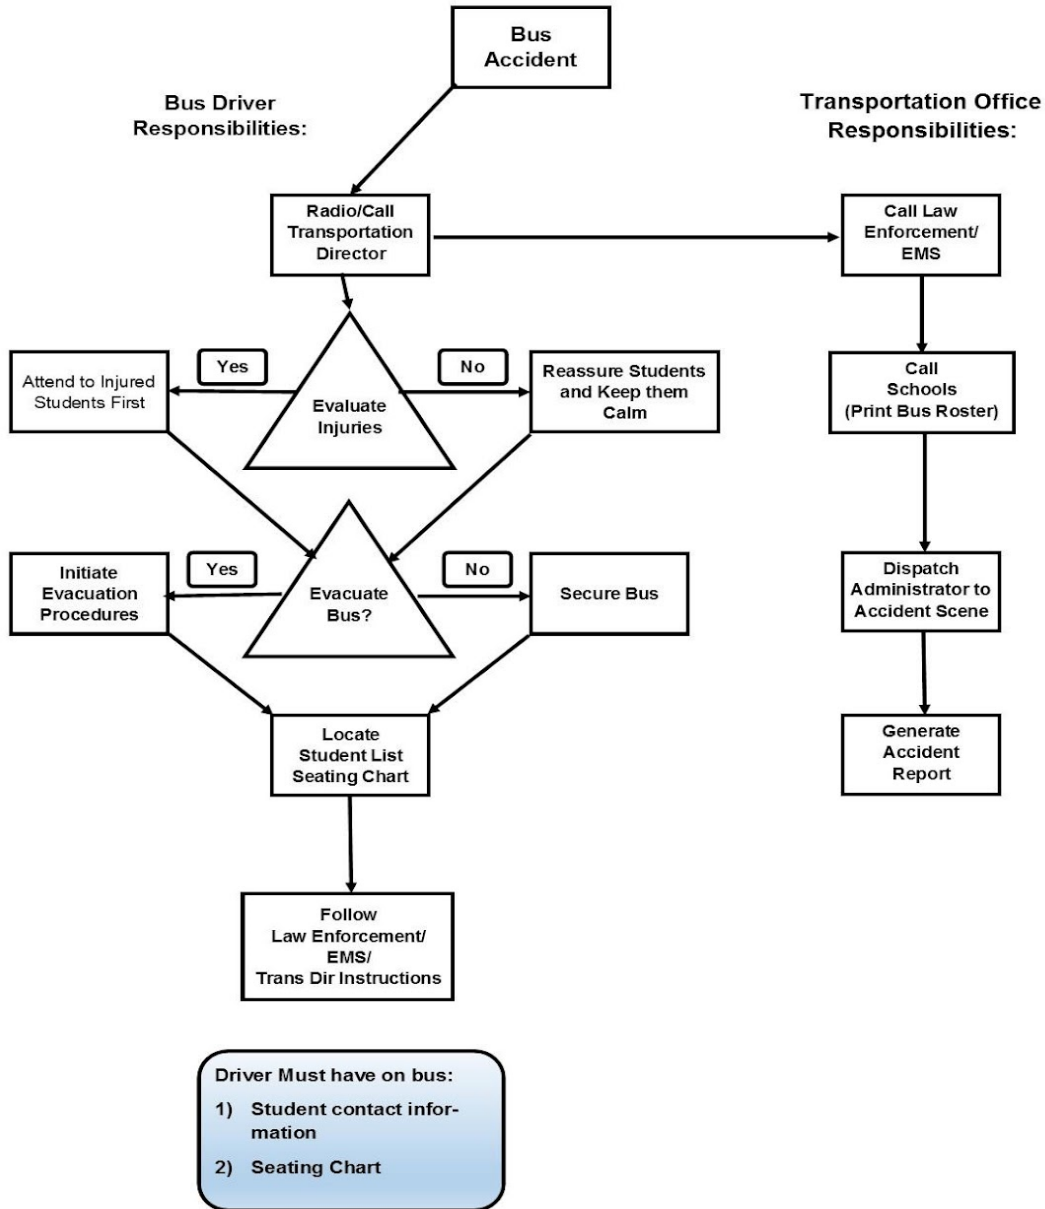 Bus
Accident
Bus Driver
Responsibilities:
Transportation Office
Responsibilities:
Radio/Call
Transportation
Director
Call Law
Enforcement/
EMS
Yes
No
Attend to Injured
Students First
Evaluate
Injuries
Reassure Students
and Keep them
Calm
Call
Schools
(Print Bus Roster)
Yes
No
Initiate
Evacuation
Procedures
Evacuate
Bus?
Secure Bus
Dispatch
Administrator to
Accident Scene
Locate
Student List
Seating Chart
Generate
Accident
Report
Follow
Law Enforcement/
EMS/
Trans Dir Instructions
Driver Must have on bus:
1) Student contact infor-
mation
2) Seating Chart